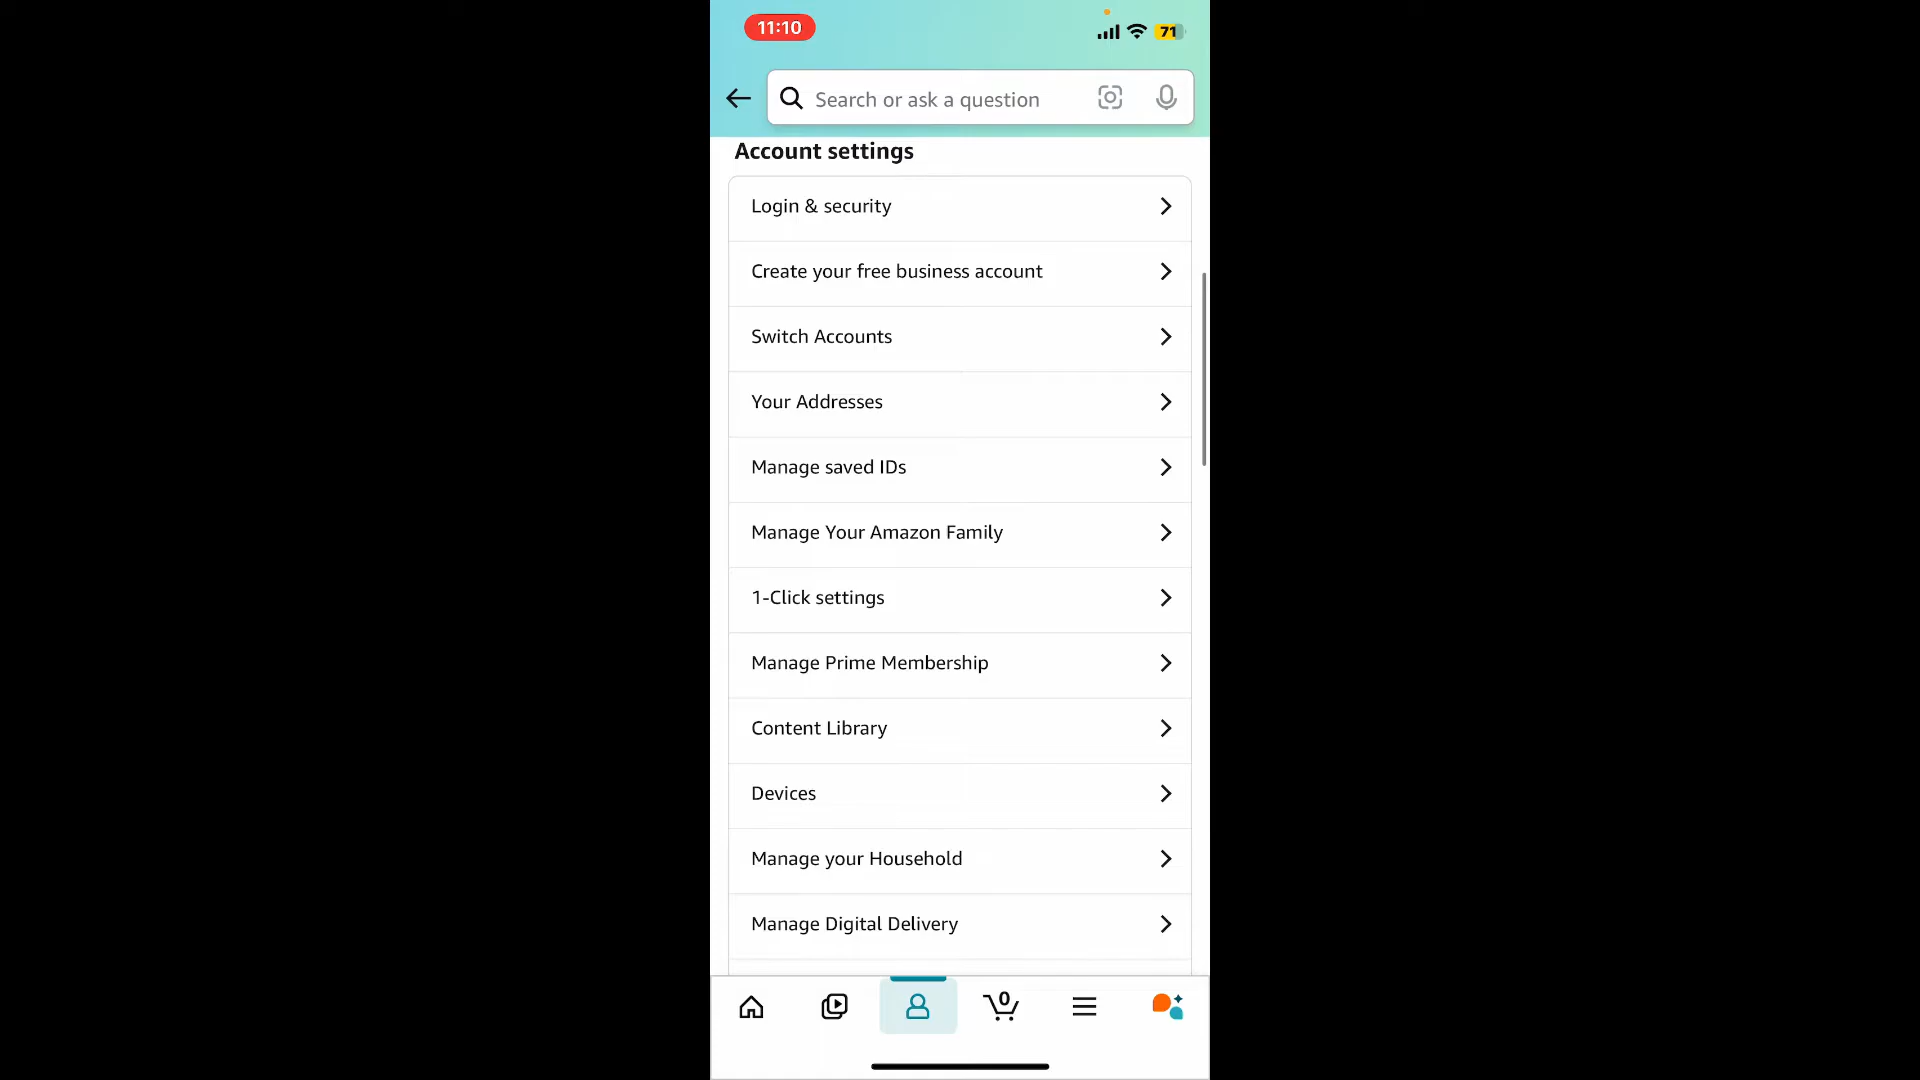 11:10
71
Search or ask a question
Account settings
Login & security
Create your free business account
Switch Accounts
Your Addresses
Manage saved IDs
Manage Your Amazon Family
1-Click settings
Manage Prime Membership
Content Library
Devices
Manage your Household
Manage Digital Delivery
0